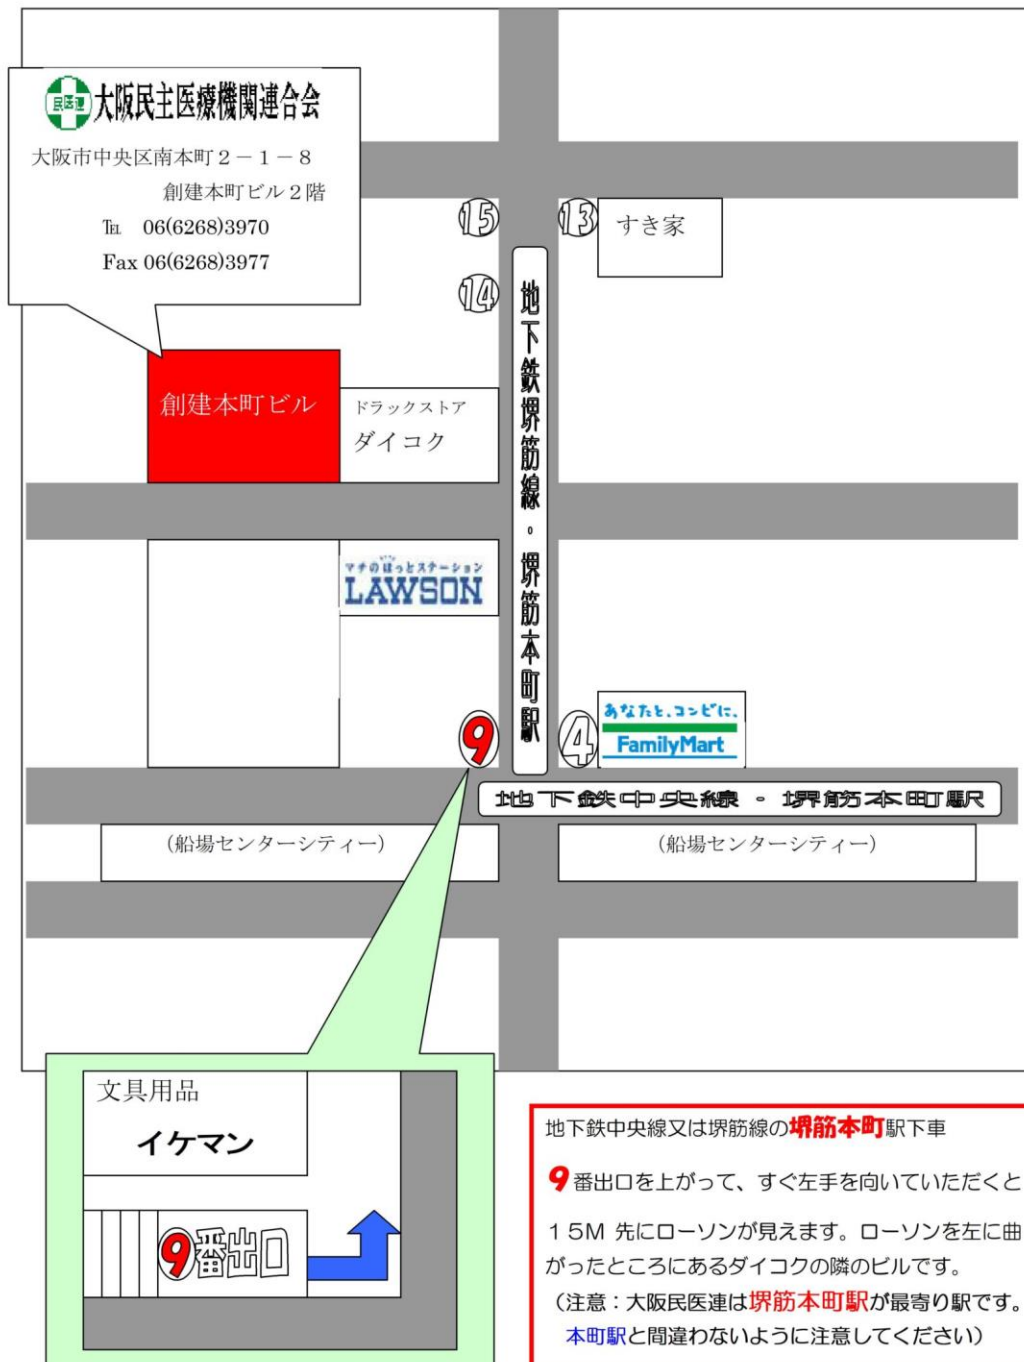 民医連
大阪民主医療機関連合会
大阪市中央区南本町２－１－８
創建本町ビル２階
℡ 06(6268)3970
Fax 06(6268)3977
⑮
⑬
すき家
⑭
地下鉄堺筋線・堺筋本町駅
創建本町ビル
ドラックストア
ダイコク
マチのほっとステーション
LAWSON
9
④
あなたと、コンビに、
FamilyMart
地下鉄中央線・堺筋本町駅
(船場センターシティー)
(船場センターシティー)
文具用品
イケマン
9番出口
地下鉄中央線又は堺筋線の堺筋本町駅下車
9番出口を上がって、すぐ左手を向いていただくと
１５M 先にローソンが見えます。ローソンを左に曲
がったところにあるダイコクの隣のビルです。
（注意：大阪民医連は堺筋本町駅が最寄り駅です。
本町駅と間違わないように注意してください）